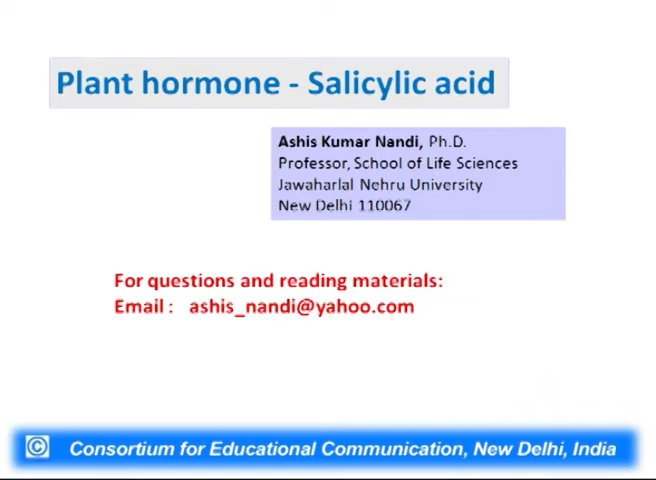 Plant hormone - Salicylic acid
Ashis Kumar Nandi, Ph.D.
Professor, School of Life Sciences
Jawaharlal Nehru University
New Delhi 110067
For questions and reading materials:
Email : ashis_nandi@yahoo.com
© Consortium for Educational Communication, New Delhi, India